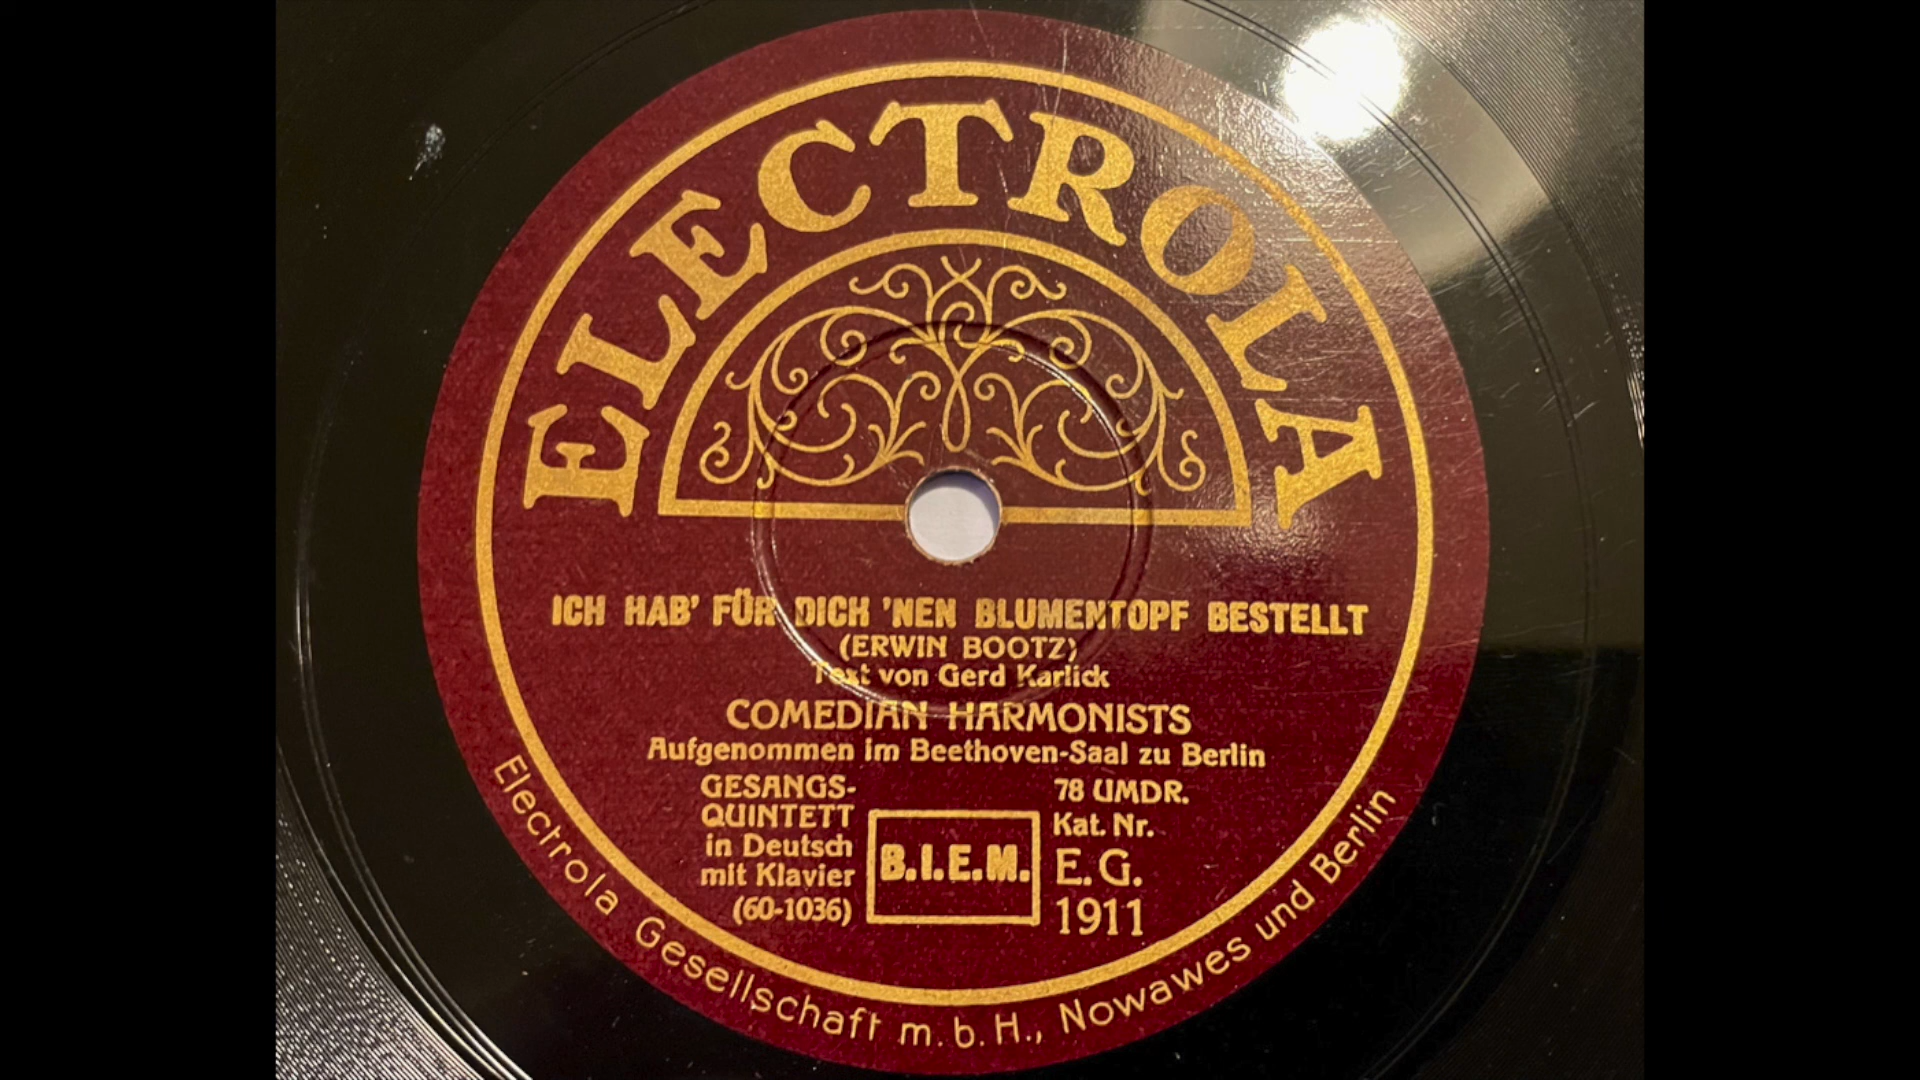 ELECTROLA
ICH HAB' FÜR DICH 'NEN BLUMENTOPF BESTELLT
(ERWIN BOOTZ)
Text von Gerd Karlick
COMEDIAN HARMONISTS
Aufgenommen im Beethoven-Saal zu Berlin
GESANGS-
QUINTETT
in Deutsch
mit Klavier
(60-1036)
B.I.E.M.
78 UMDR.
Kat. Nr.
E.G.
1911
Electrola Gesellschaft m.b.H., Nowawes und Berlin